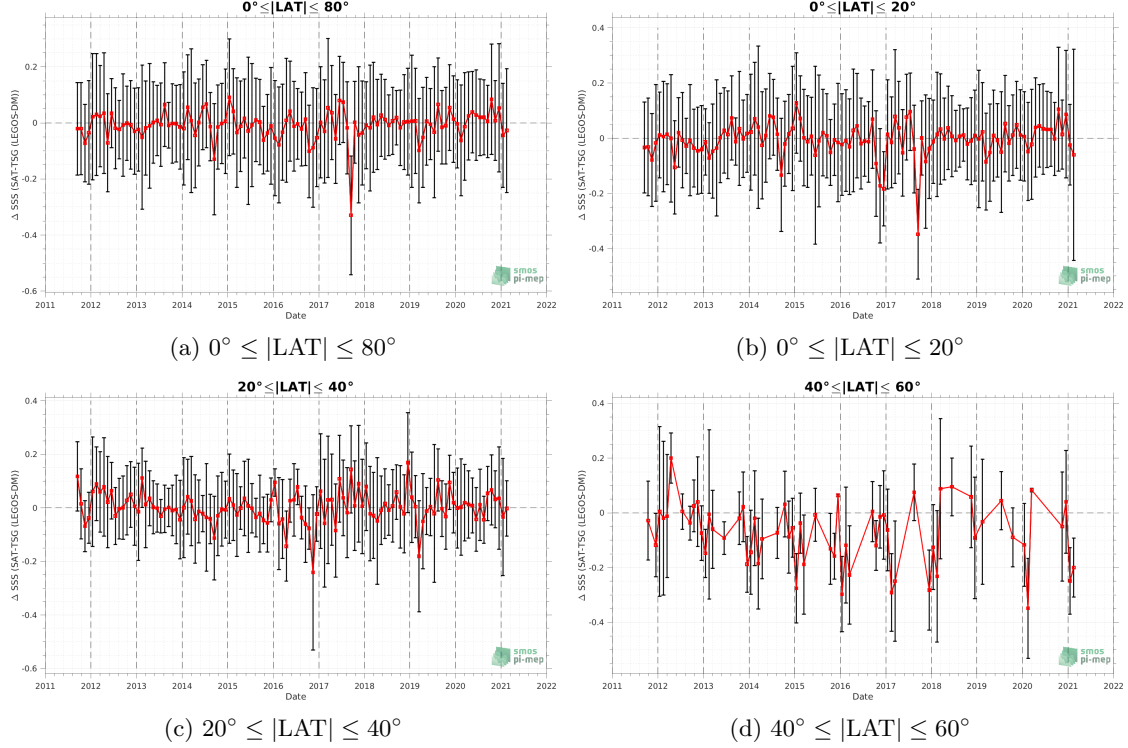 0°≤|LAT|≤ 80°
Δ SSS (SAT-TSG (LEGOS-DM))
0.2
0
-0.2
-0.4
-0.6
2011 2012 2013 2014 2015 2016 2017 2018 2019 2020 2021 2022
Date
smos
pi-mep
(a) 0° ≤ |LAT| ≤ 80°
0°≤|LAT|≤ 20°
Δ SSS (SAT-TSG (LEGOS-DM))
0.4
0.2
0
-0.2
-0.4
2011 2012 2013 2014 2015 2016 2017 2018 2019 2020 2021 2022
Date
smos
pi-mep
(b) 0° ≤ |LAT| ≤ 20°
20°≤|LAT|≤ 40°
Δ SSS (SAT-TSG (LEGOS-DM))
0.4
0.2
0
-0.2
-0.4
-0.6
2011 2012 2013 2014 2015 2016 2017 2018 2019 2020 2021 2022
Date
smos
pi-mep
(c) 20° ≤ |LAT| ≤ 40°
40°≤|LAT|≤ 60°
Δ SSS (SAT-TSG (LEGOS-DM))
0.4
0.2
0
-0.2
-0.4
2011 2012 2013 2014 2015 2016 2017 2018 2019 2020 2021 2022
Date
smos
pi-mep
(d) 40° ≤ |LAT| ≤ 60°